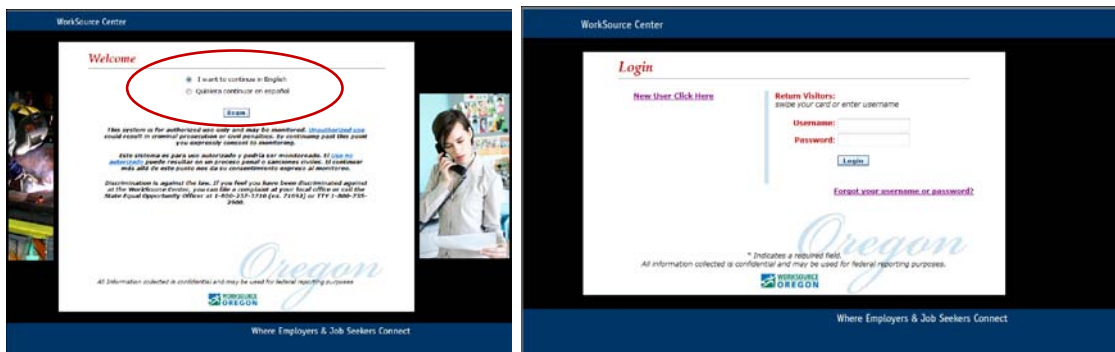 WorkSource Center
Welcome
I want to continue in English
Quisiera continuar en español
Begin
This system is for authorized use only and may be monitored. Unauthorized use
could result in criminal prosecution or civil penalties. By continuing past this point
you expressly consent to monitoring.
Este sistema es para uso autorizado y podría ser monitoreado. El uso no
autorizado puede resultar en un proceso penal o sanciones civiles. El continuar
más allá de este punto nos da su consentimiento expreso al monitoreo.
Discrimination is against the law. If you feel you have been discriminated against
at the WorkSource Center, you can file a complaint at your local office or call the
State Equal Opportunity Officer at
Oregon
All Information collected is confidential and may be used for federal reporting purposes
WORKSOURCE
OREGON
Where Employers & Job Seekers Connect
WorkSource Center
Login
New User Click Here
Return Visitors:
swipe your card or enter username
Username:
Password:
Login
Forgot your username or password?
Oregon
* Indicates a required field.
All information collected is confidential and may be used for federal reporting purposes.
WORKSOURCE
OREGON
Where Employers & Job Seekers Connect